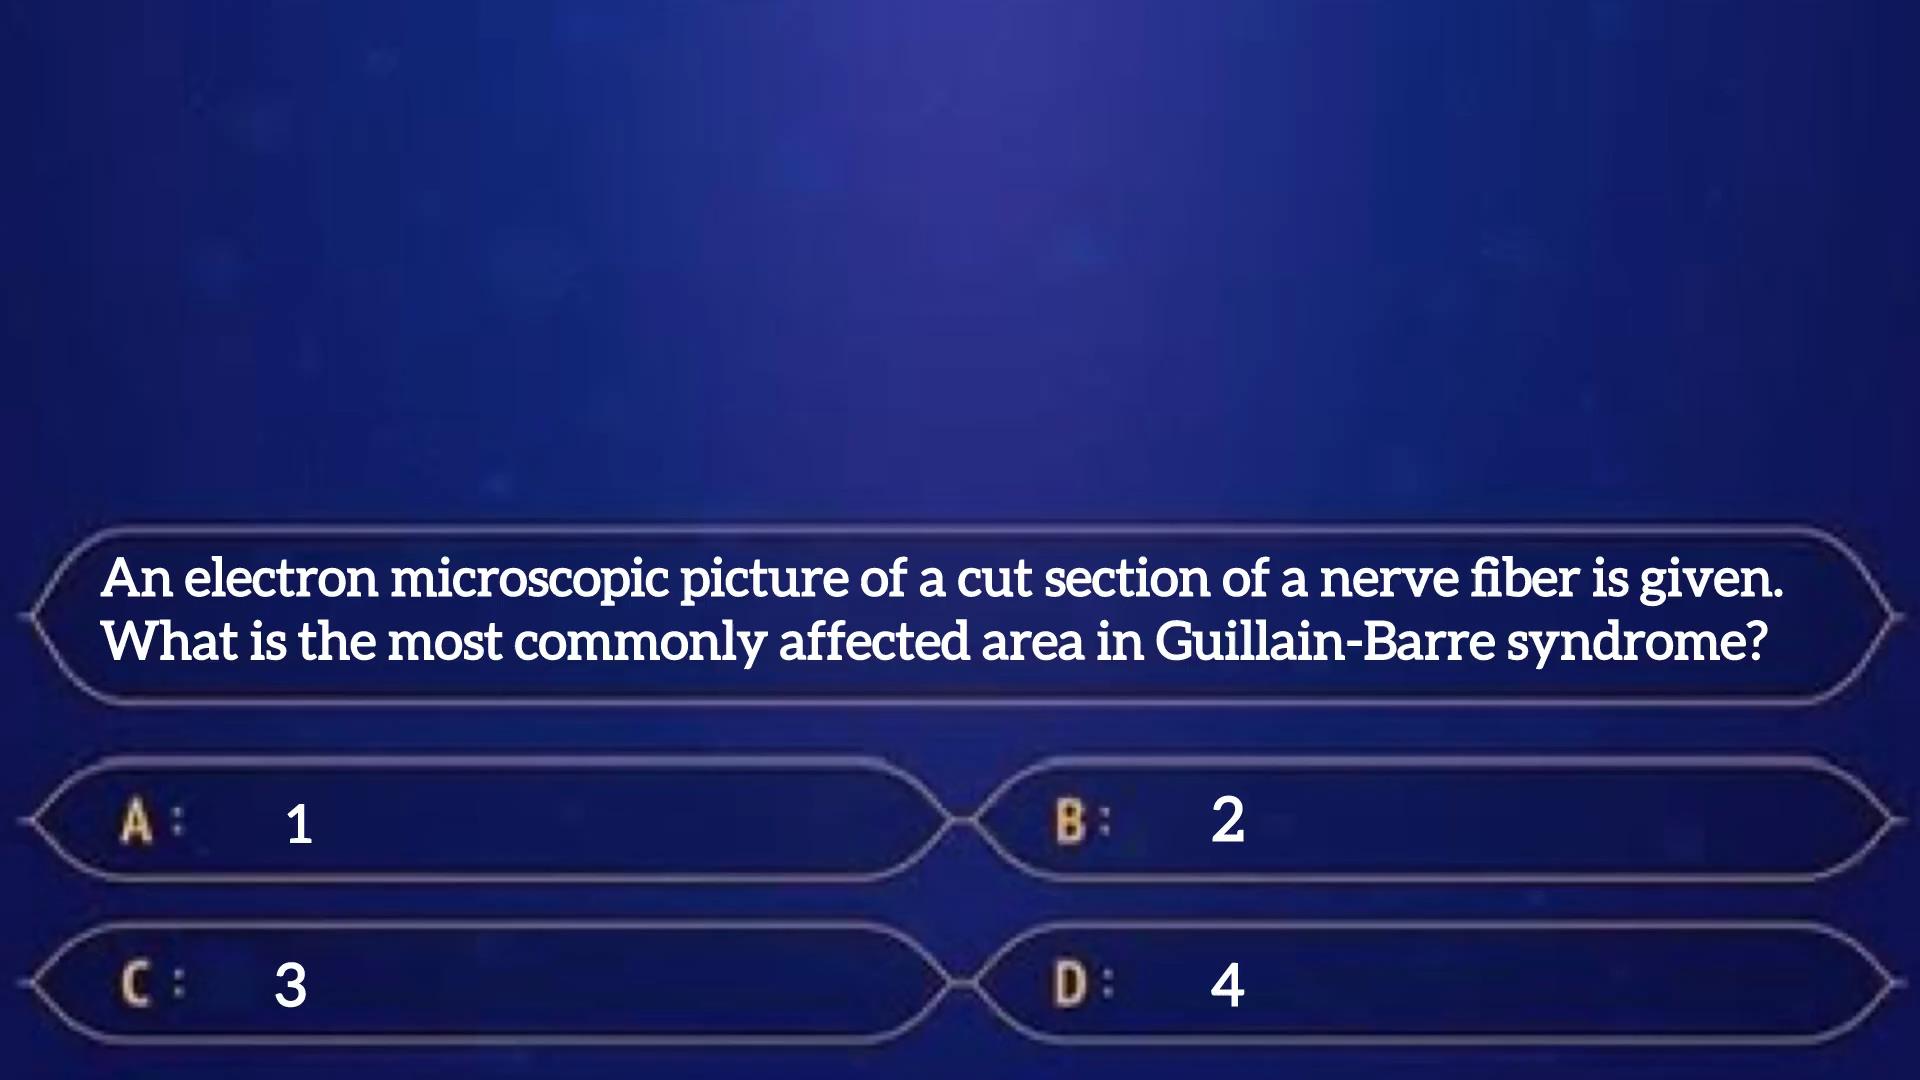 An electron microscopic picture of a cut section of a nerve fiber is given.
What is the most commonly affected area in Guillain-Barre syndrome?
A: 1
B: 2
C: 3
D: 4